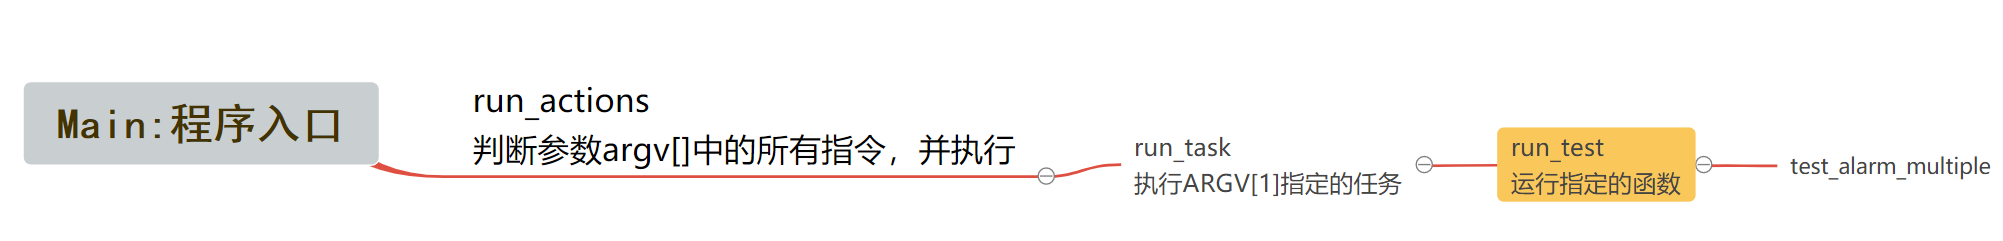 Main:程序入口
run_actions
判断参数argv[]中的所有指令，并执行
run_task
执行ARGV[1]指定的任务
run_test
运行指定的函数
test_alarm_multiple